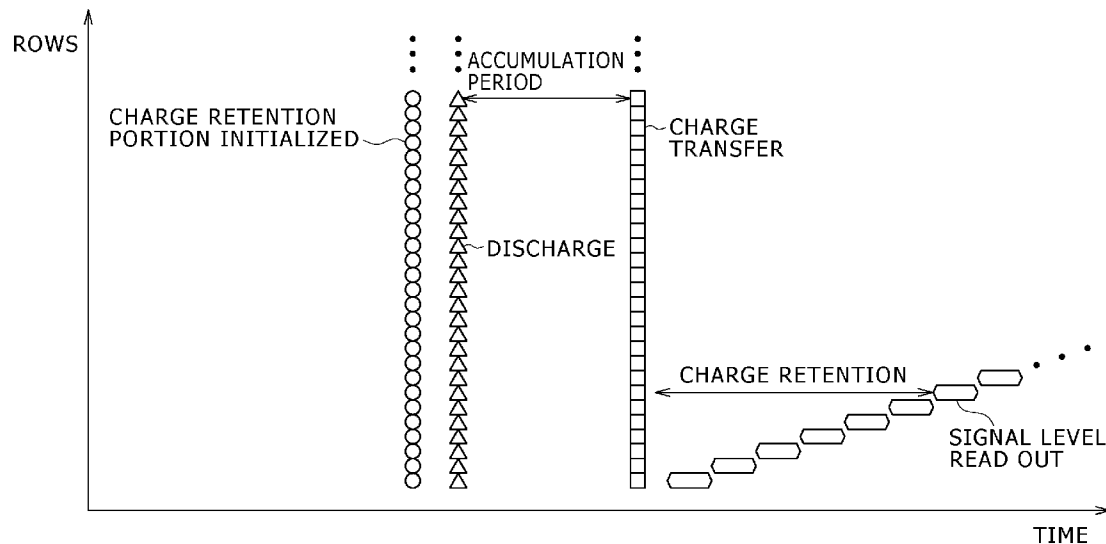 ROWS
ACCUMULATION
PERIOD
CHARGE RETENTION
PORTION INITIALIZED
CHARGE
TRANSFER
DISCHARGE
CHARGE RETENTION
SIGNAL LEVEL
READ OUT
TIME